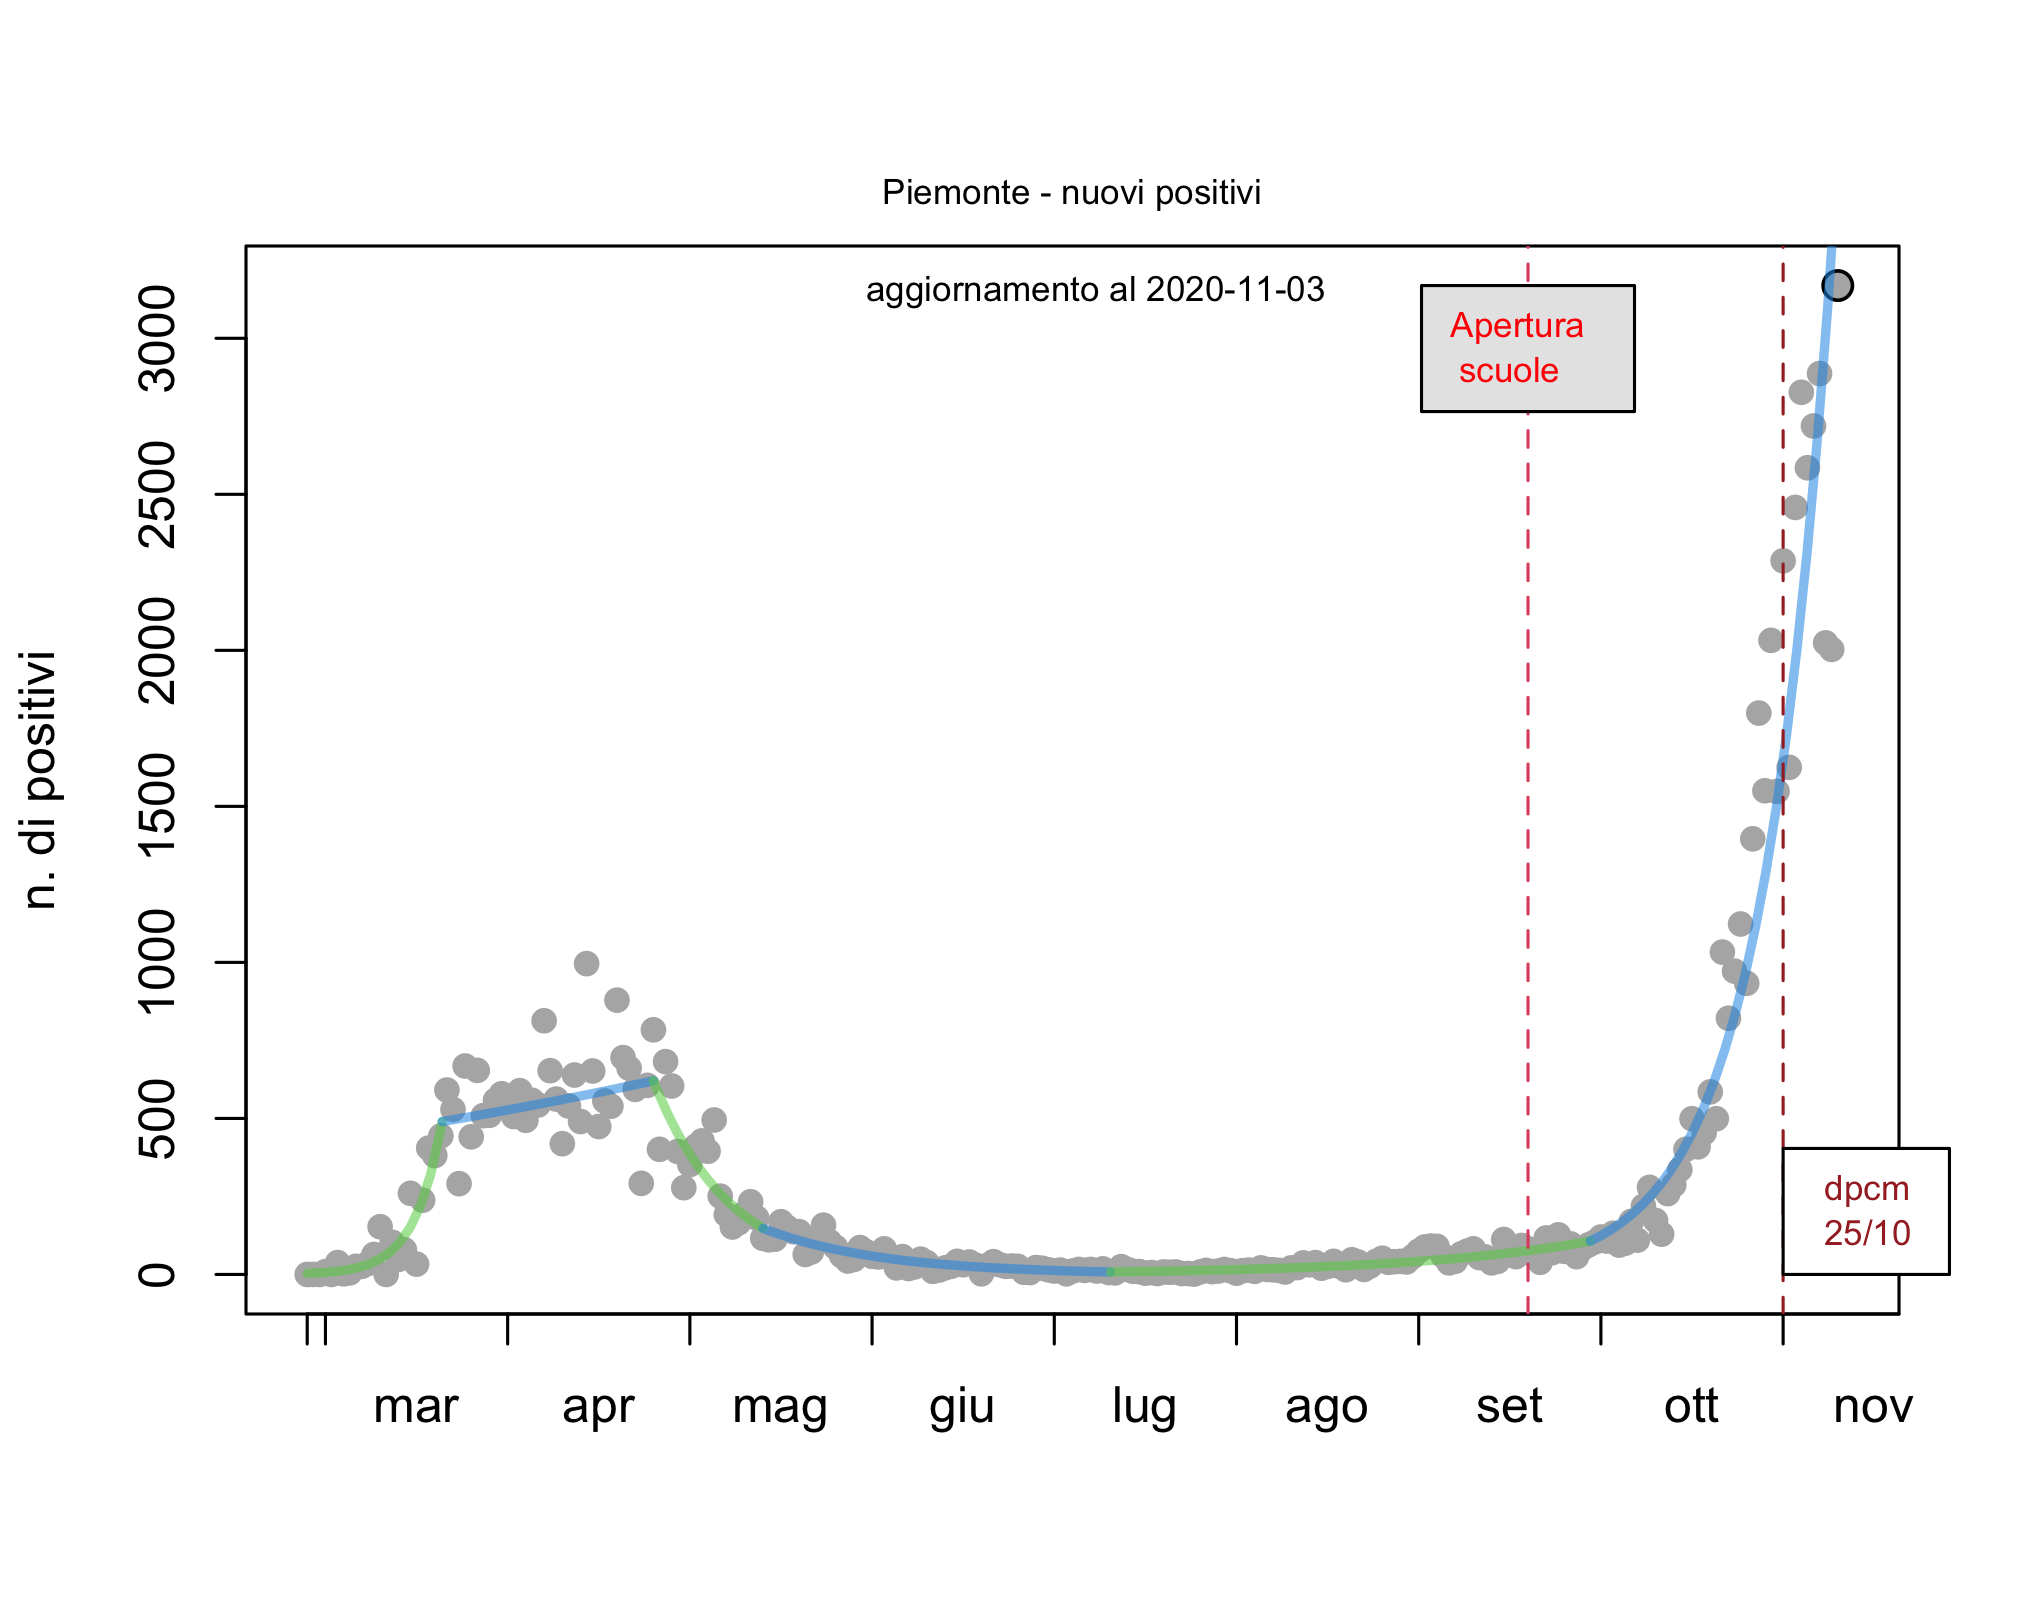 Piemonte - nuovi positivi
aggiornamento al 2020-11-03
Apertura
scuole
n. di positivi
3000
2500
2000
1500
1000
500
0
dpcm
25/10
mar apr mag giu lug ago set ott nov